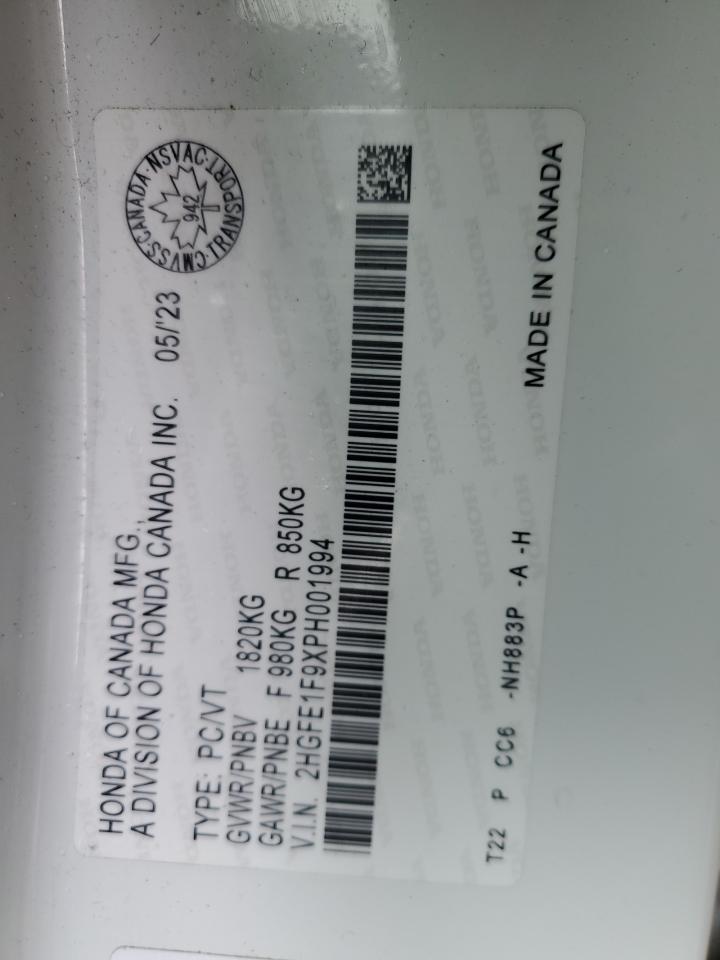 HONDA OF CANADA MFG.,
A DIVISION OF HONDA CANADA INC. 05/'23
CMVSS·CANADA·NSVAC·TRANSPORT
942
TYPE: PC/VT
GVWR/PNBV 1820KG
GAWR/PNBE F 980KG R 850KG
V.I.N. 2HGFE1F9XPH001994
T22 P CC6 -NH883P -A -H
MADE IN CANADA
HONDA